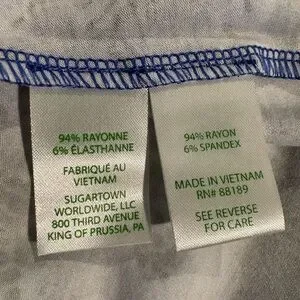 94% RAYONNE
6% ÉLASTHANNE
FABRIQUÉ AU
VIETNAM
SUGARTOWN
WORLDWIDE, LLC
800 THIRD AVENUE
KING OF PRUSSIA, PA
94% RAYON
6% SPANDEX
MADE IN VIETNAM
RN# 88189
SEE REVERSE
FOR CARE